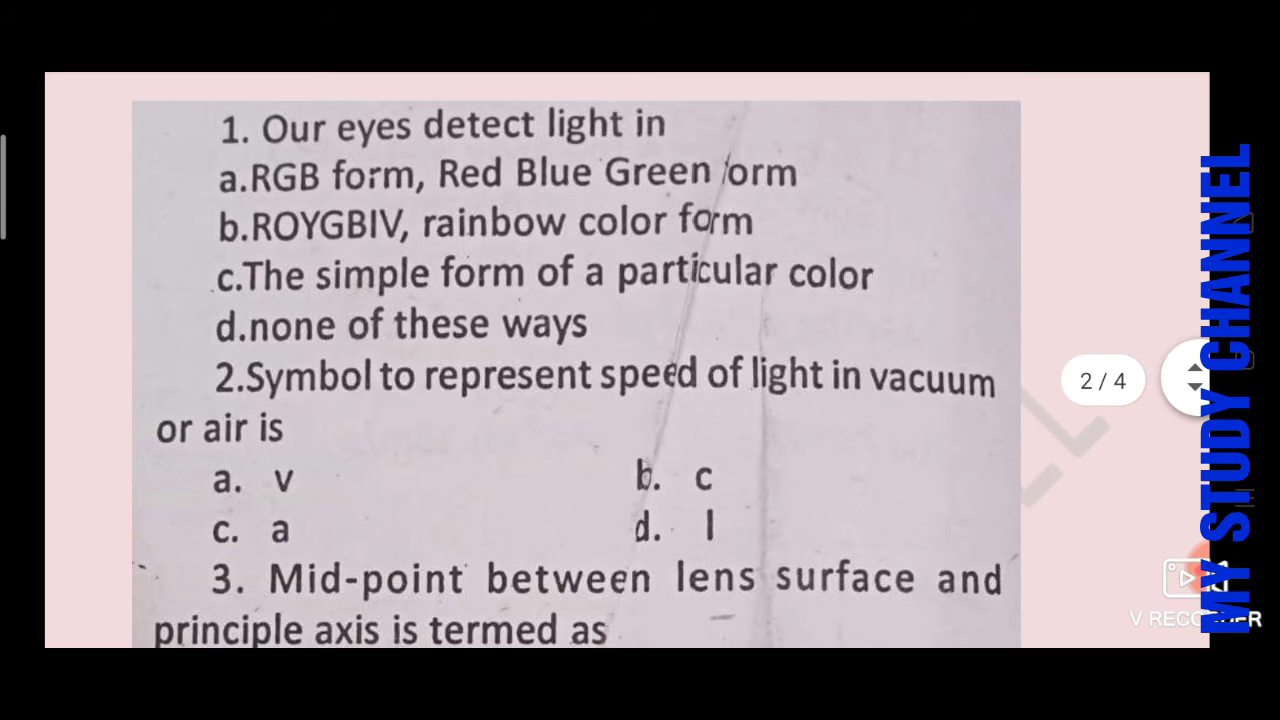 1. Our eyes detect light in
a.RGB form, Red Blue Green form
b.ROYGBIV, rainbow color form
c.The simple form of a particular color
d.none of these ways
2.Symbol to represent speed of light in vacuum
or air is
a. v b. c
c. a d. l
3. Mid-point between lens surface and
principle axis is termed as
2 / 4
MY STUDY CHANNEL
V RECORDER